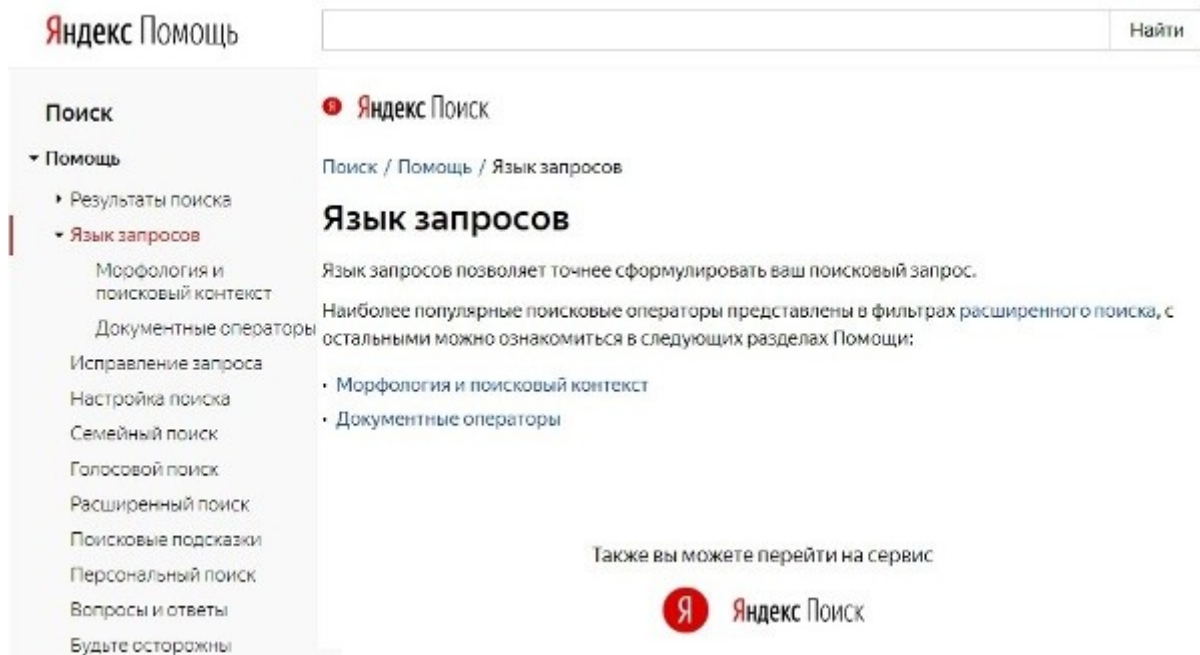 Яндекс Помощь
Найти
Поиск
Помощь
Результаты поиска
Язык запросов
Морфология и
поисковый контекст
Документные операторы
Исправление запроса
Настройка поиска
Семейный поиск
Голосовой поиск
Расширенный поиск
Поисковые подсказки
Персональный поиск
Вопросы и ответы
Будьте осторожны
Я Яндекс Поиск
Поиск / Помощь / Язык запросов
Язык запросов
Язык запросов позволяет точнее сформулировать ваш поисковый запрос.
Наиболее популярные поисковые операторы представлены в фильтрах расширенного поиска, с
остальными можно ознакомиться в следующих разделах Помощи:
• Морфология и поисковый контекст
• Документные операторы
Также вы можете перейти на сервис
Я Яндекс Поиск